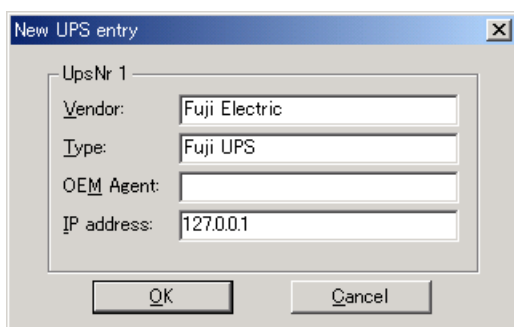 New UPS entry
UpsNr 1
Vendor: Fuji Electric
Type: Fuji UPS
OEM Agent:
IP address: 127.0.0.1
OK Cancel